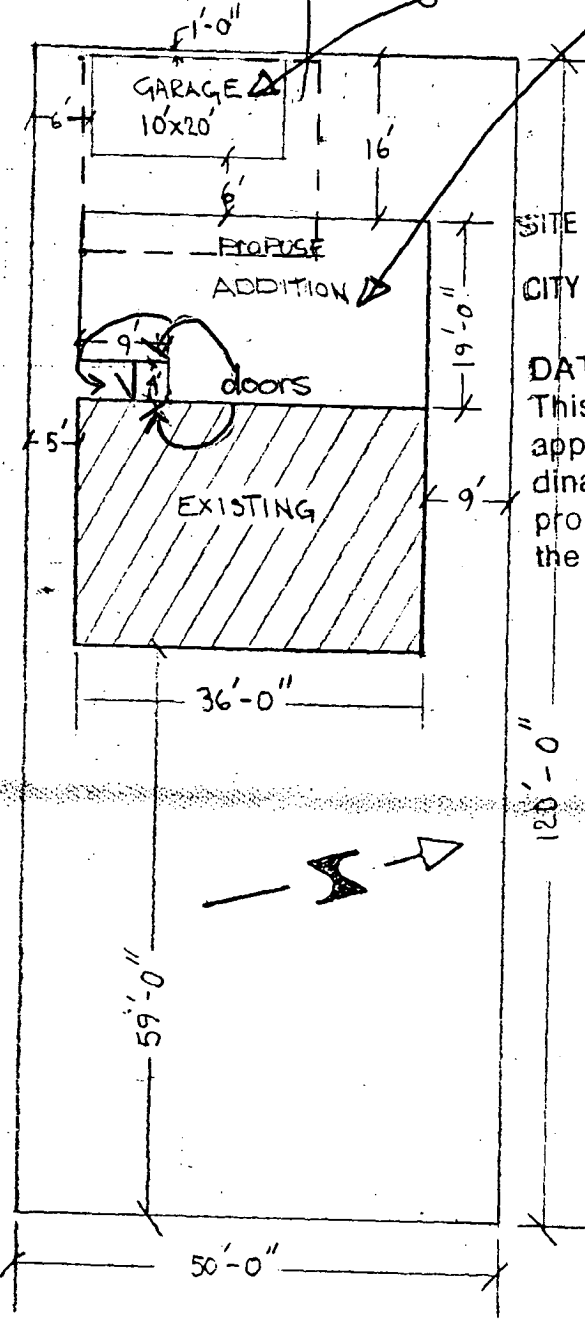 1'-0"
GARAGE
10'x20'
6'
16'
6'
PROPOSE
ADDITION
19'-0"
9'
doors
5'
EXISTING
9'
36'-0"
120'-0"
N
59'-0"
50'-0"
SITE
CITY
DAT
This
app
dina
pro
the